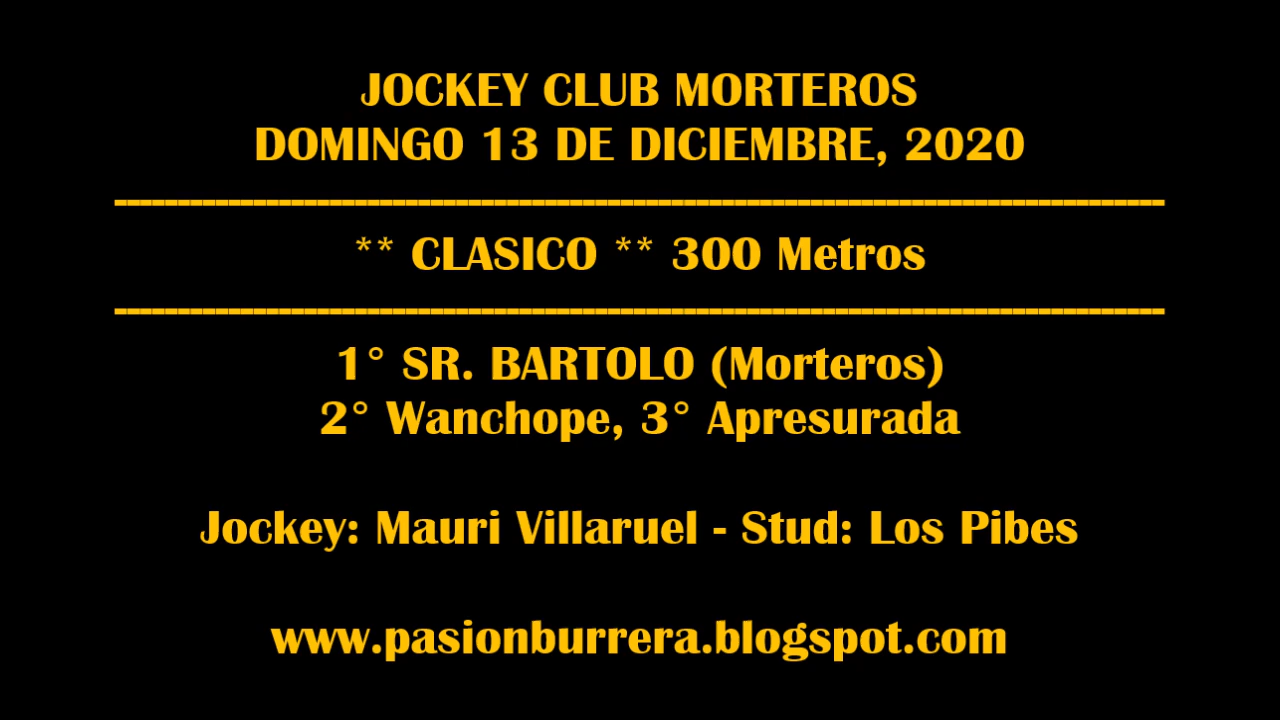 JOCKEY CLUB MORTEROS
DOMINGO 13 DE DICIEMBRE, 2020
** CLASICO ** 300 Metros
1° SR. BARTOLO (Morteros)
2° Wanchope, 3° Apresurada
Jockey: Mauri Villaruel - Stud: Los Pibes
www.pasionburrera.blogspot.com